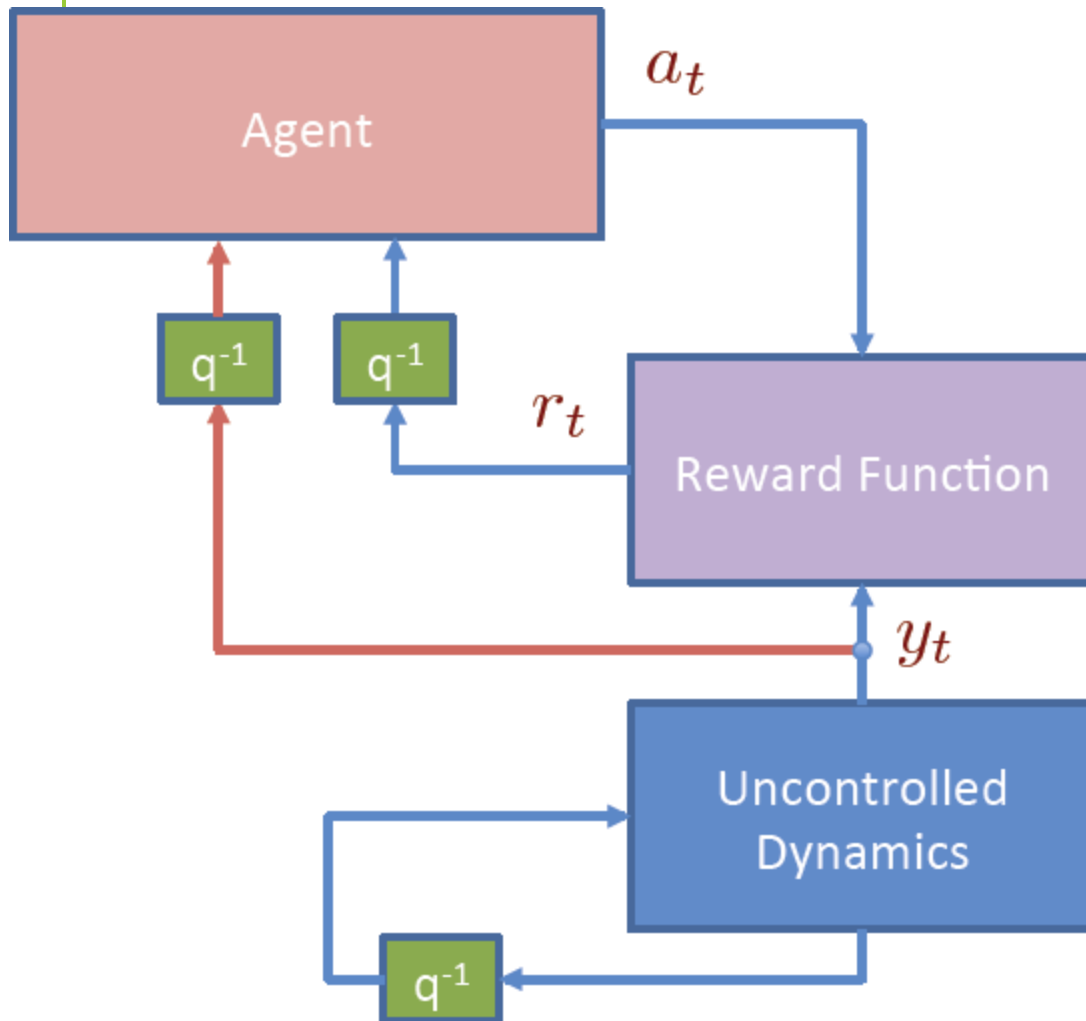 a_t
Agent
q^-1
q^-1
r_t
Reward Function
y_t
Uncontrolled
Dynamics
q^-1